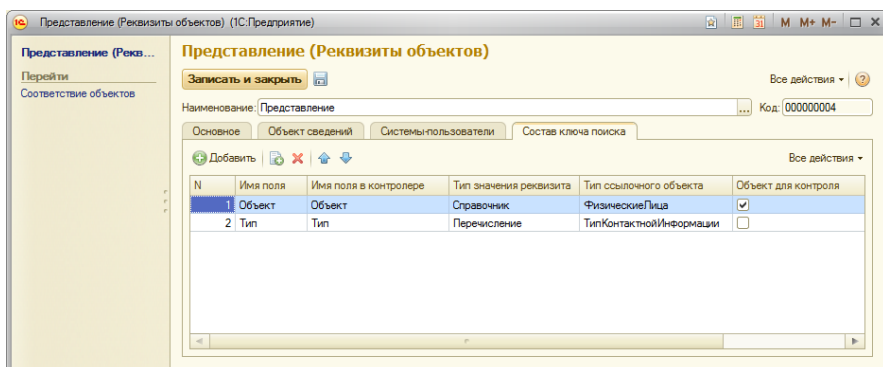 Представление (Реквизиты объектов) (1С:Предприятие)
31 M M+ M-
Представление (Рекв...
Перейти
Соответствие объектов
Представление (Реквизиты объектов)
Записать и закрыть
Все действия
Наименование: Представление ... Код: 000000004
Основное Объект сведений Системы-пользователи Состав ключа поиска
Добавить Все действия
N Имя поля Имя поля в контролере Тип значения реквизита Тип ссылочного объекта Объект для контроля
1 Объект Объект Справочник ФизическиеЛица
2 Тип Тип Перечисление ТипКонтактнойИнформации